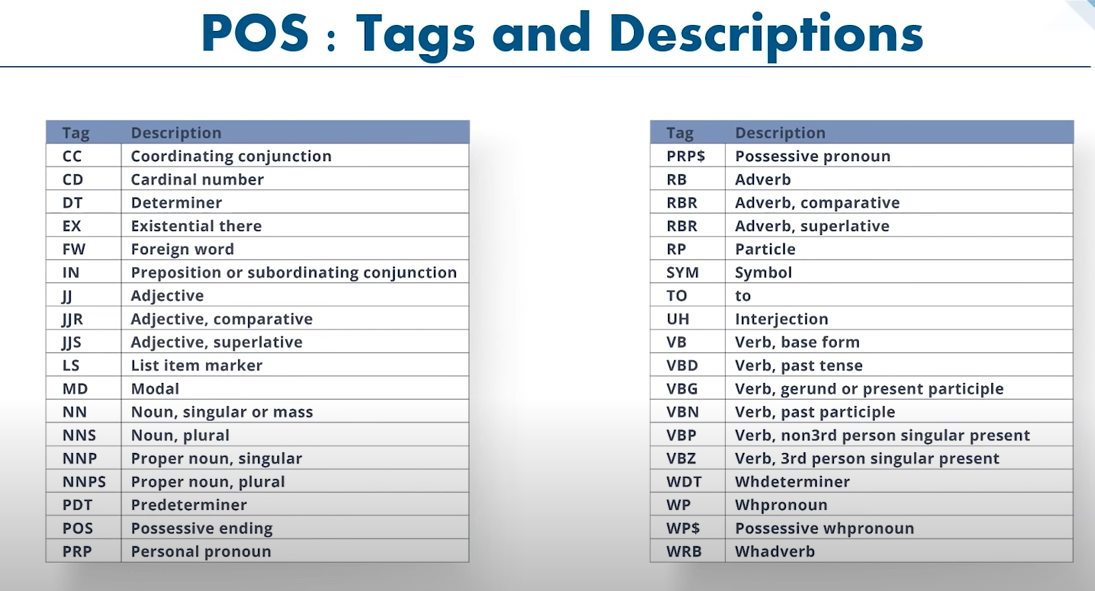 POS : Tags and Descriptions
Tag Description
CC Coordinating conjunction
CD Cardinal number
DT Determiner
EX Existential there
FW Foreign word
IN Preposition or subordinating conjunction
JJ Adjective
JJR Adjective, comparative
JJS Adjective, superlative
LS List item marker
MD Modal
NN Noun, singular or mass
NNS Noun, plural
NNP Proper noun, singular
NNPS Proper noun, plural
PDT Predeterminer
POS Possessive ending
PRP Personal pronoun
Tag Description
PRP$ Possessive pronoun
RB Adverb
RBR Adverb, comparative
RBR Adverb, superlative
RP Particle
SYM Symbol
TO to
UH Interjection
VB Verb, base form
VBD Verb, past tense
VBG Verb, gerund or present participle
VBN Verb, past participle
VBP Verb, non3rd person singular present
VBZ Verb, 3rd person singular present
WDT Whdeterminer
WP Whpronoun
WP$ Possessive whpronoun
WRB Whadverb